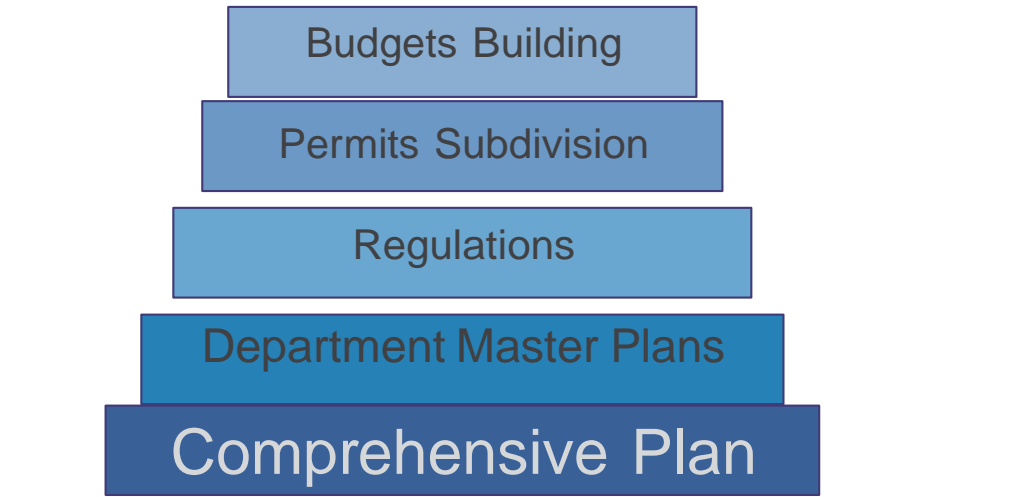 Budgets Building
Permits Subdivision
Regulations
Department Master Plans
Comprehensive Plan